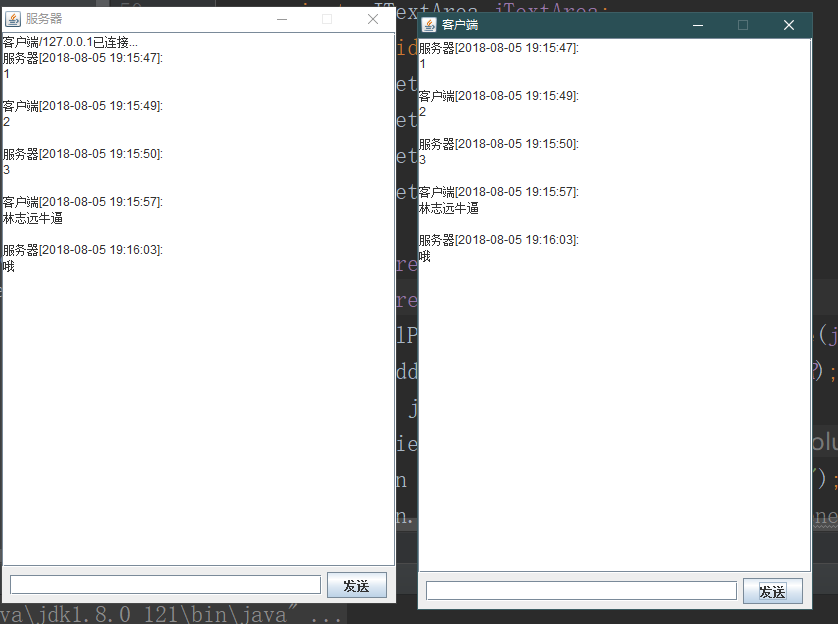 服务器
客户端/127.0.0.1已连接...
服务器[2018-08-05 19:15:47]:
1
客户端[2018-08-05 19:15:49]:
2
服务器[2018-08-05 19:15:50]:
3
客户端[2018-08-05 19:15:57]:
林志远牛逼
服务器[2018-08-05 19:16:03]:
哦
发送
客户端
服务器[2018-08-05 19:15:47]:
1
客户端[2018-08-05 19:15:49]:
2
服务器[2018-08-05 19:15:50]:
3
客户端[2018-08-05 19:15:57]:
林志远牛逼
服务器[2018-08-05 19:16:03]:
哦
发送
JTextArea jTextArea;
va\jdk1.8.0_121\bin\java" ...